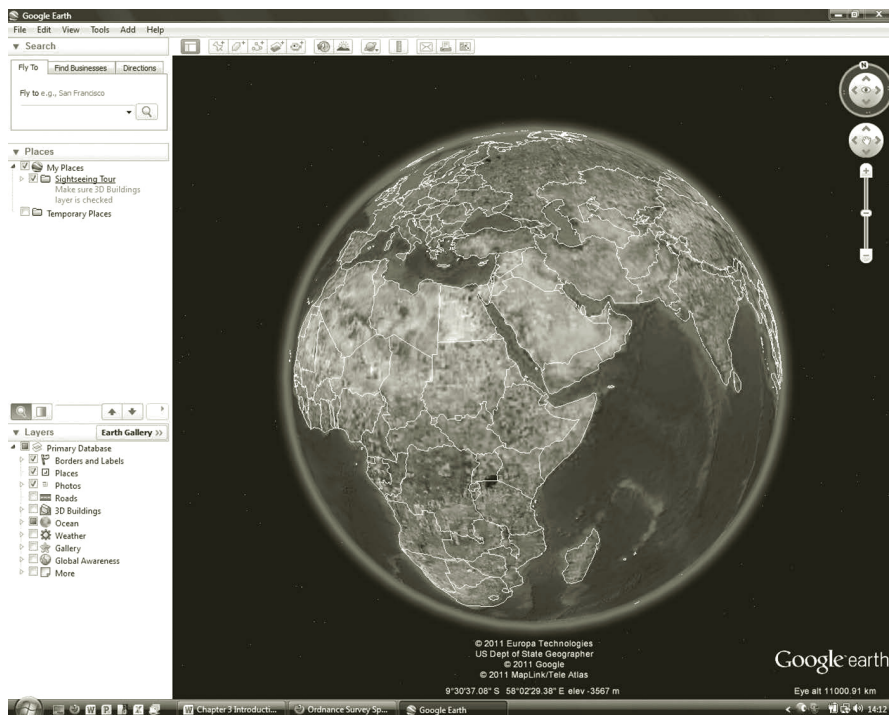 Google Earth
File Edit View Tools Add Help
Search
Fly To Find Businesses Directions
Fly to e.g., San Francisco
Places
My Places
Sightseeing Tour
Make sure 3D Buildings
layer is checked
Temporary Places
Layers Earth Gallery >>
Primary Database
Borders and Labels
Places
Photos
Roads
3D Buildings
Ocean
Weather
Gallery
Global Awareness
More
N
© 2011 Europa Technologies
US Dept of State Geographer
© 2011 Google
© 2011 MapLink/Tele Atlas
9°30'37.08" S 58°02'29.38" E elev -3567 m
Google earth
Eye alt 11000.91 km
Chapter 3 Introducti... Ordnance Survey Sp... Google Earth 14:12